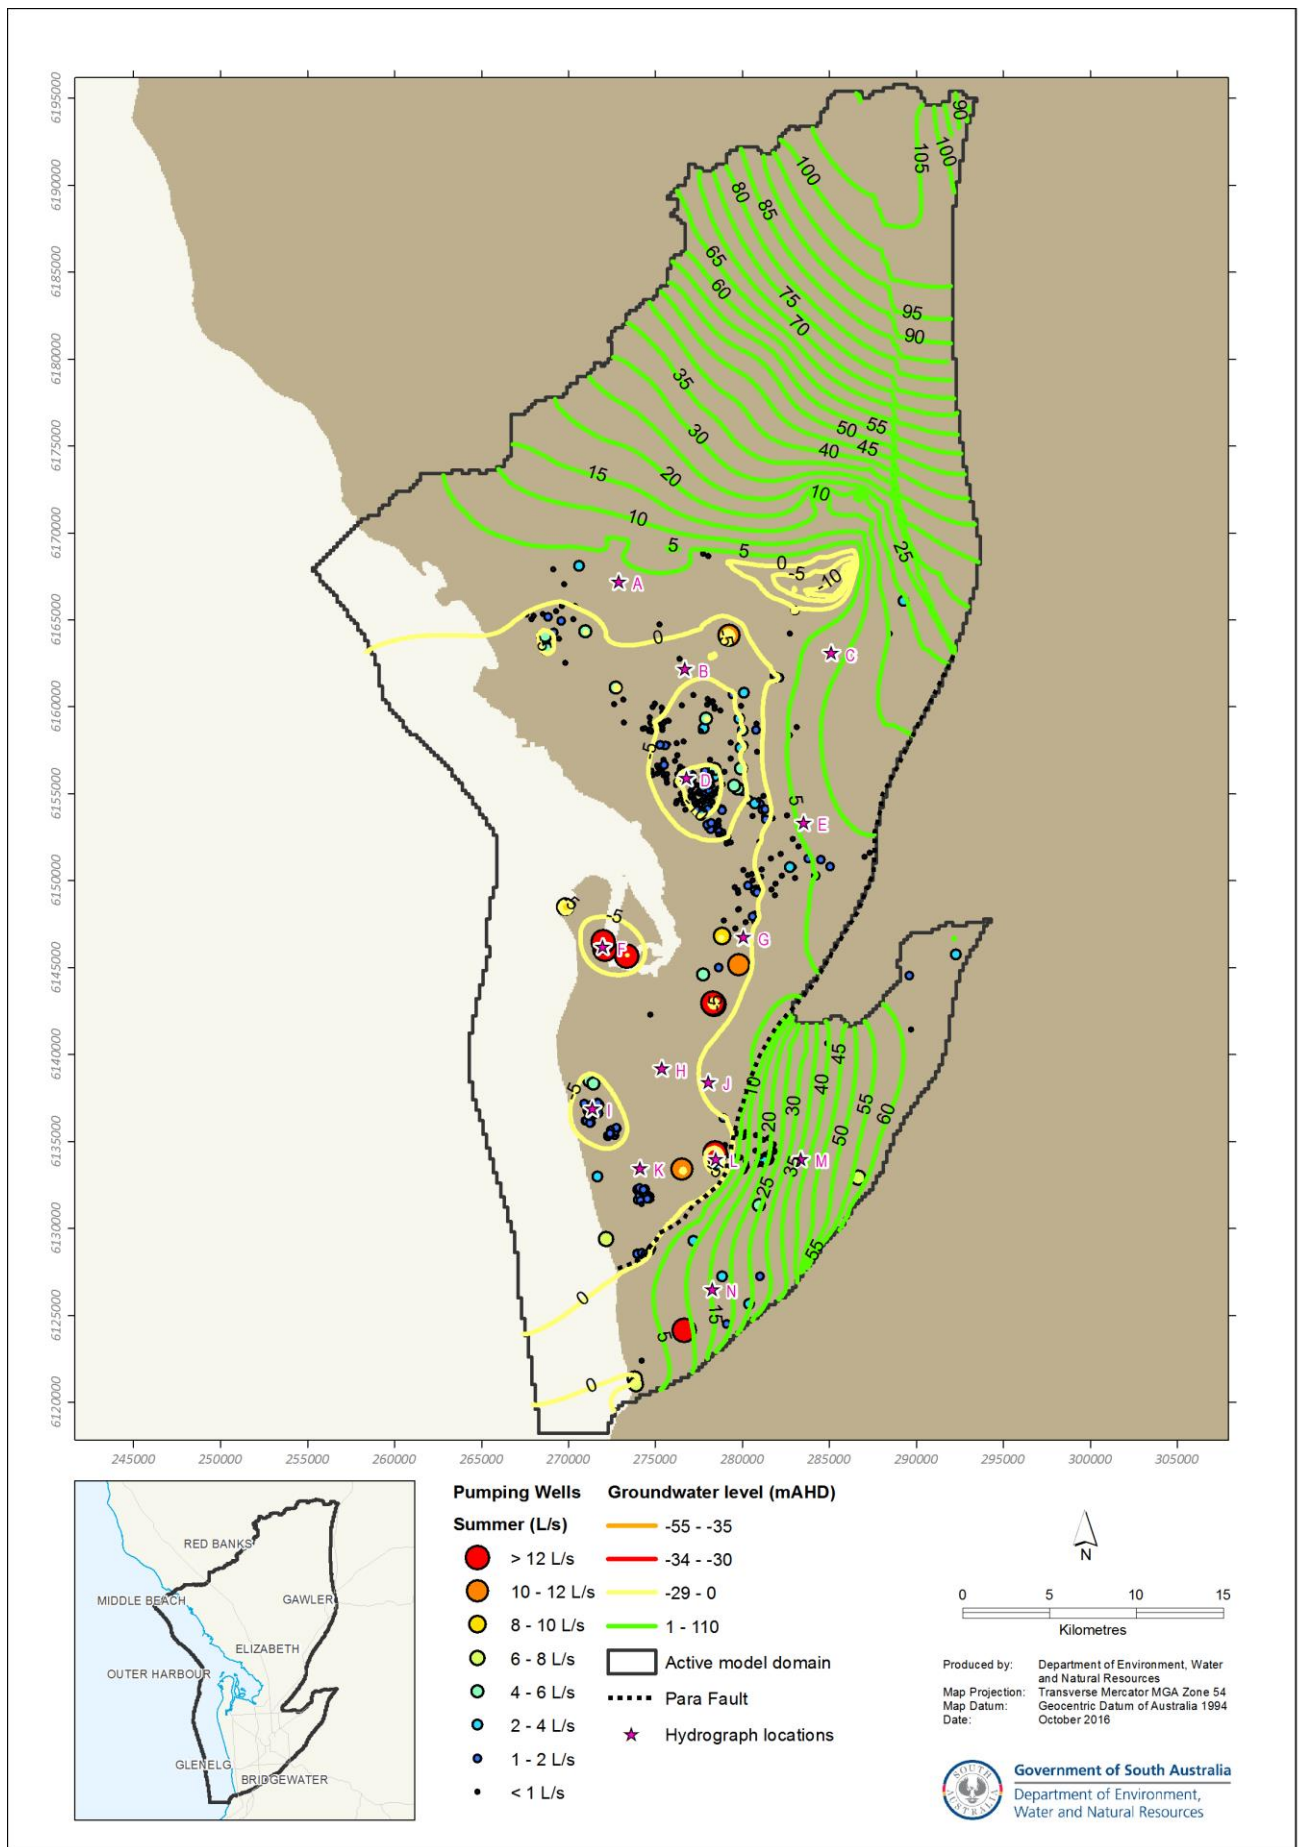 6195000
6190000
6185000
6180000
6175000
6170000
6165000
6160000
6155000
6150000
6145000
6140000
6135000
6130000
6125000
6120000
90
105
100
100
80
85
65
60
75
70
95
90
35
50
55
40
45
30
15
20
10
10
5
5
25
0
-5
-10
A
0
-5
B
C
-5
D
5
E
-5
-5
F
G
H
J
-5
I
K
L
M
N
10
20
30
40
45
50
55
60
35
25
55
15
5
0
0
245000 250000 255000 260000 265000 270000 275000 280000 285000 290000 295000 300000 305000
RED BANKS
MIDDLE BEACH
GAWLER
ELIZABETH
OUTER HARBOUR
GLENELG
BRIDGEWATER
Pumping Wells
Summer (L/s)
> 12 L/s
10 - 12 L/s
8 - 10 L/s
6 - 8 L/s
4 - 6 L/s
2 - 4 L/s
1 - 2 L/s
< 1 L/s
Groundwater level (mAHD)
-55 - -35
-34 - -30
-29 - 0
1 - 110
Active model domain
Para Fault
Hydrograph locations
N
0 5 10 15
Kilometres
Produced by: Department of Environment, Water
and Natural Resources
Map Projection: Transverse Mercator MGA Zone 54
Map Datum: Geocentric Datum of Australia 1994
Date: October 2016
SOUTH AUSTRALIA
Government of South Australia
Department of Environment,
Water and Natural Resources